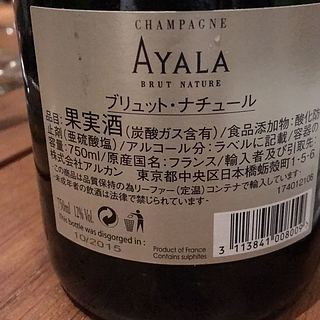 CHAMPAGNE
AYALA
BRUT NATURE
ブリュット・ナチュール
品目:果実酒(炭酸ガス含有)/食品添加物:酸化防
止剤(亜硫酸塩)/アルコール分:ラベルに記載/容器の
容量:750ml/原産国名:フランス/輸入者及び引取先:
株式会社アルカン 東京都中央区日本橋蛎殻町1-5-6
この商品は品質保持の為リーファー(定温)コンテナで輸入しています。
未成年者の飲酒は法律で禁じられています。
174012106
750ml 12% Vol.
This bottle was disgorged in :
10/2015
Product of France
Contains sulphites
3 113841 008009